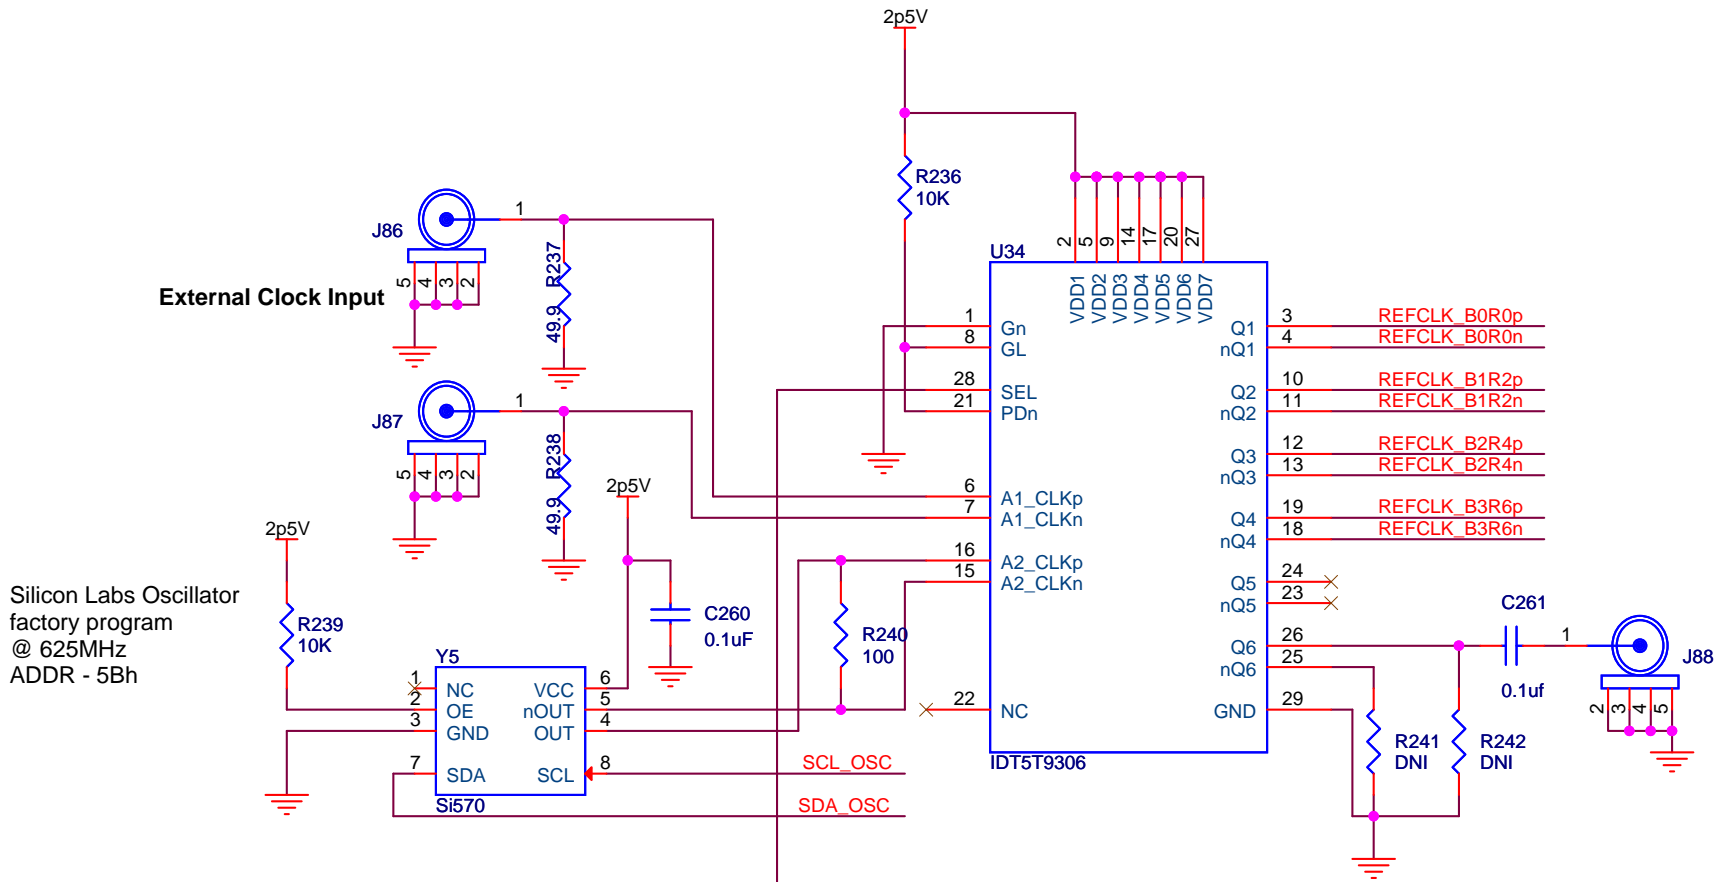 2p5V
R236
10K
J86
1
5
4
3
2
R237
49.9
External Clock Input
J87
1
5
4
3
2
R238
49.9
2p5V
C260
0.1uF
2p5V
R239
10K
Silicon Labs Oscillator
factory program
@ 625MHz
ADDR - 5Bh
Y5
1 NC
2 OE
3 GND
7 SDA
VCC 6
nOUT 5
OUT 4
SCL 8
Si570
R240
100
SCL_OSC
SDA_OSC
U34
2 5 9 14 17 20 27
VDD1 VDD2 VDD3 VDD4 VDD5 VDD6 VDD7
1 Gn
8 GL
28 SEL
21 PDn
6 A1_CLKp
7 A1_CLKn
16 A2_CLKp
15 A2_CLKn
22 NC
Q1 3 REFCLK_B0R0p
nQ1 4 REFCLK_B0R0n
Q2 10 REFCLK_B1R2p
nQ2 11 REFCLK_B1R2n
Q3 12 REFCLK_B2R4p
nQ3 13 REFCLK_B2R4n
Q4 19 REFCLK_B3R6p
nQ4 18 REFCLK_B3R6n
Q5 24
nQ5 23
Q6 26
nQ6 25
GND 29
IDT5T9306
C261
0.1uf
1
J88
2
3
4
5
R241
DNI
R242
DNI